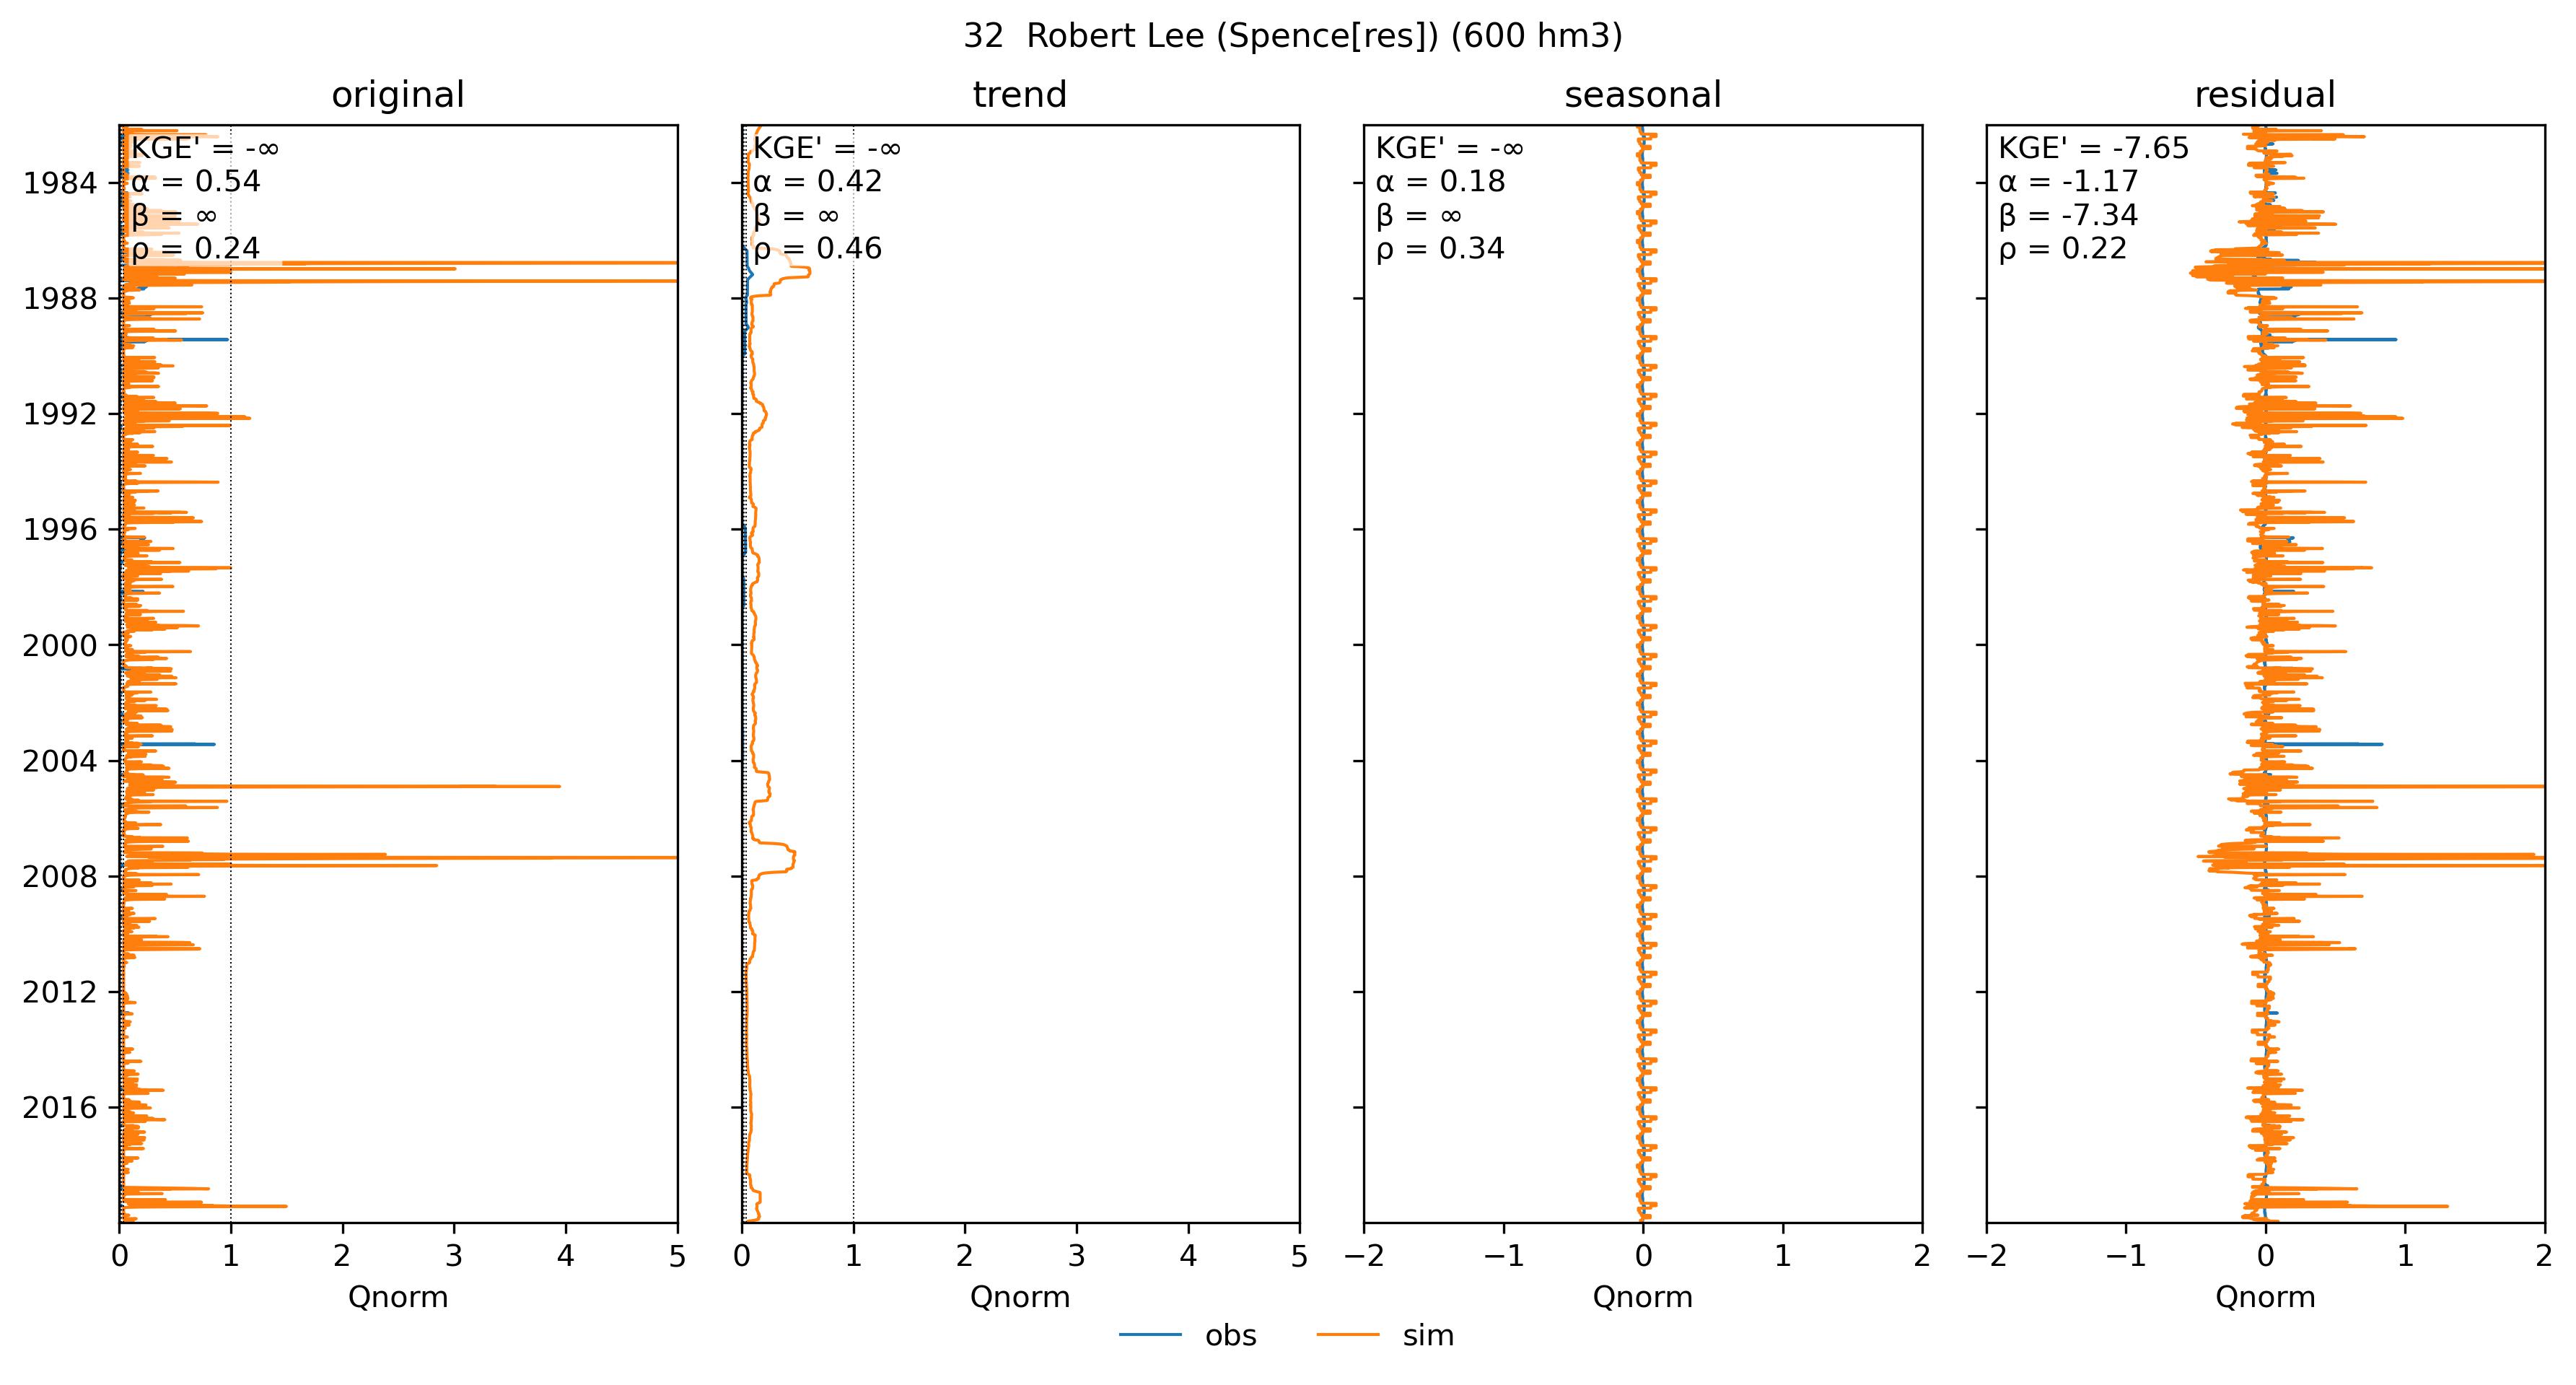 32  Robert Lee (Spence[res]) (600 hm3)
original
trend
seasonal
residual
KGE' = -∞
α = 0.54
β = ∞
ρ = 0.24
KGE' = -∞
α = 0.42
β = ∞
ρ = 0.46
KGE' = -∞
α = 0.18
β = ∞
ρ = 0.34
KGE' = -7.65
α = -1.17
β = -7.34
ρ = 0.22
1984
1988
1992
1996
2000
2004
2008
2012
2016
0 1 2 3 4 5
0 1 2 3 4 5
−2 −1 0 1 2
−2 −1 0 1 2
Qnorm
Qnorm
Qnorm
Qnorm
obs
sim